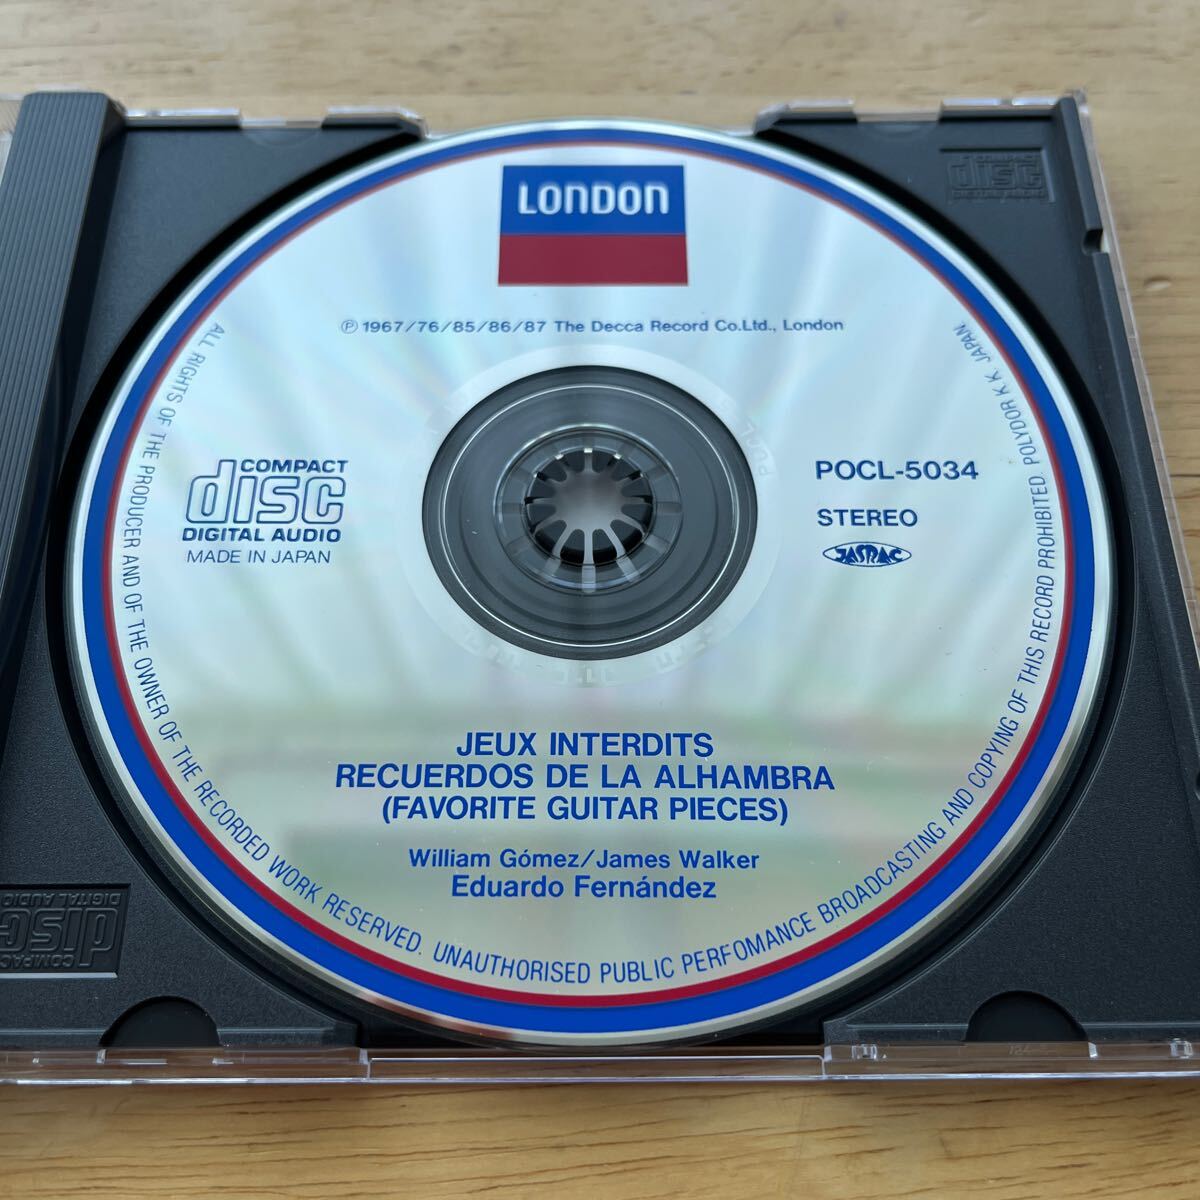 LONDON
℗ 1967/76/85/86/87 The Decca Record Co.Ltd., London
COMPACT
disc
DIGITAL AUDIO
MADE IN JAPAN
POCL-5034
STEREO
JASRAC
JEUX INTERDITS
RECUERDOS DE LA ALHAMBRA
(FAVORITE GUITAR PIECES)
William Gómez/James Walker
Eduardo Fernández
ALL RIGHTS OF THE PRODUCER AND OF THE OWNER OF THE RECORDED WORK RESERVED. UNAUTHORISED PUBLIC PERFOMANCE BROADCASTING AND COPYING OF THIS RECORD PROHIBITED. POLYDOR K.K. JAPAN.
COMPACT
disc
COMPACT
disc
DIGITAL AUDIO